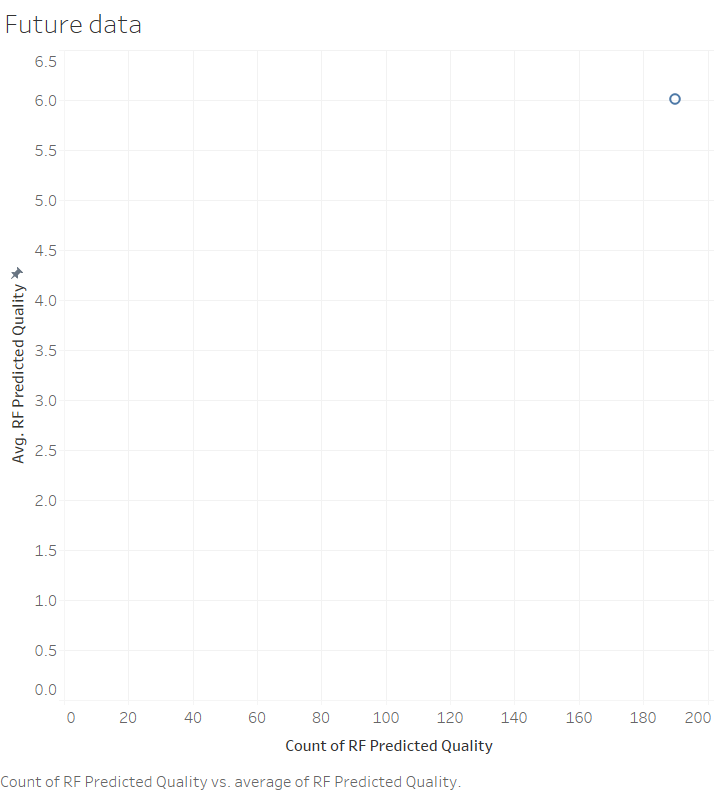 Future data
6.5
6.0
5.5
5.0
4.5
4.0
3.5
3.0
2.5
2.0
1.5
1.0
0.5
0.0
Avg. RF Predicted Quality
0 20 40 60 80 100 120 140 160 180 200
Count of RF Predicted Quality
Count of RF Predicted Quality vs. average of RF Predicted Quality.